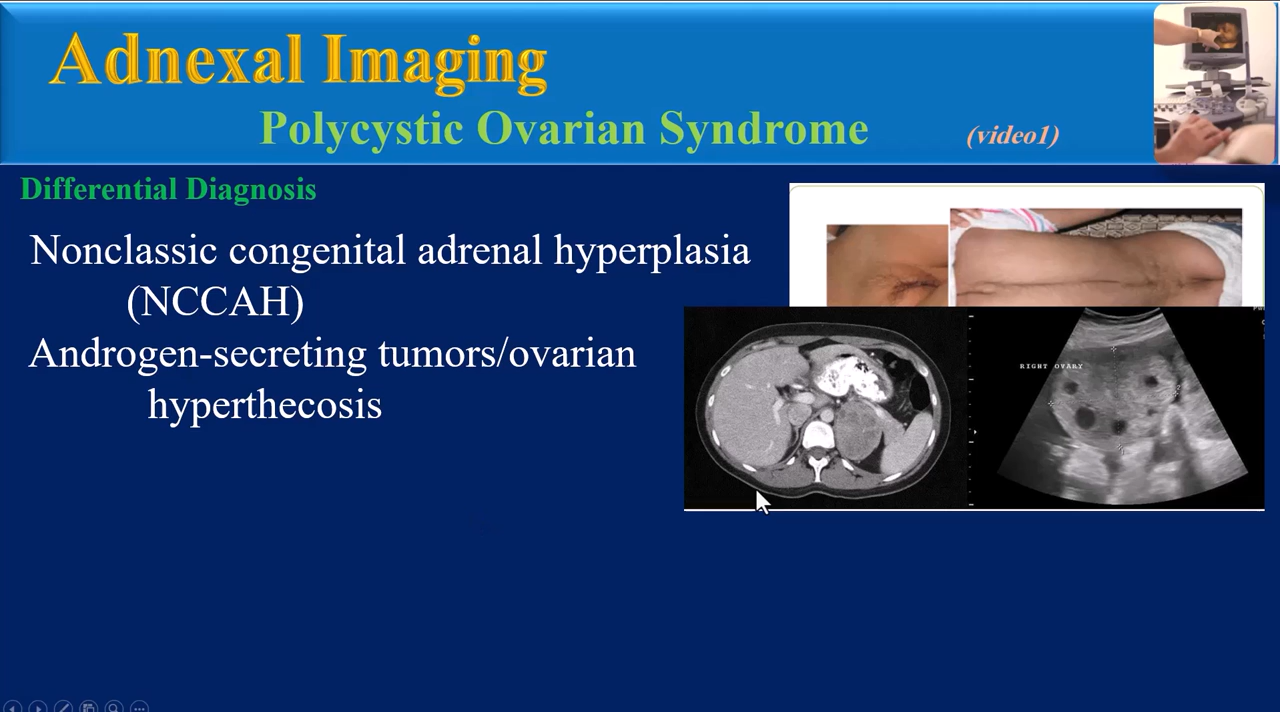 Adnexal Imaging
Polycystic Ovarian Syndrome
(video1)
Differential Diagnosis
Nonclassic congenital adrenal hyperplasia
(NCCAH)
Androgen-secreting tumors/ovarian
hyperthecosis
RIGHT OVARY